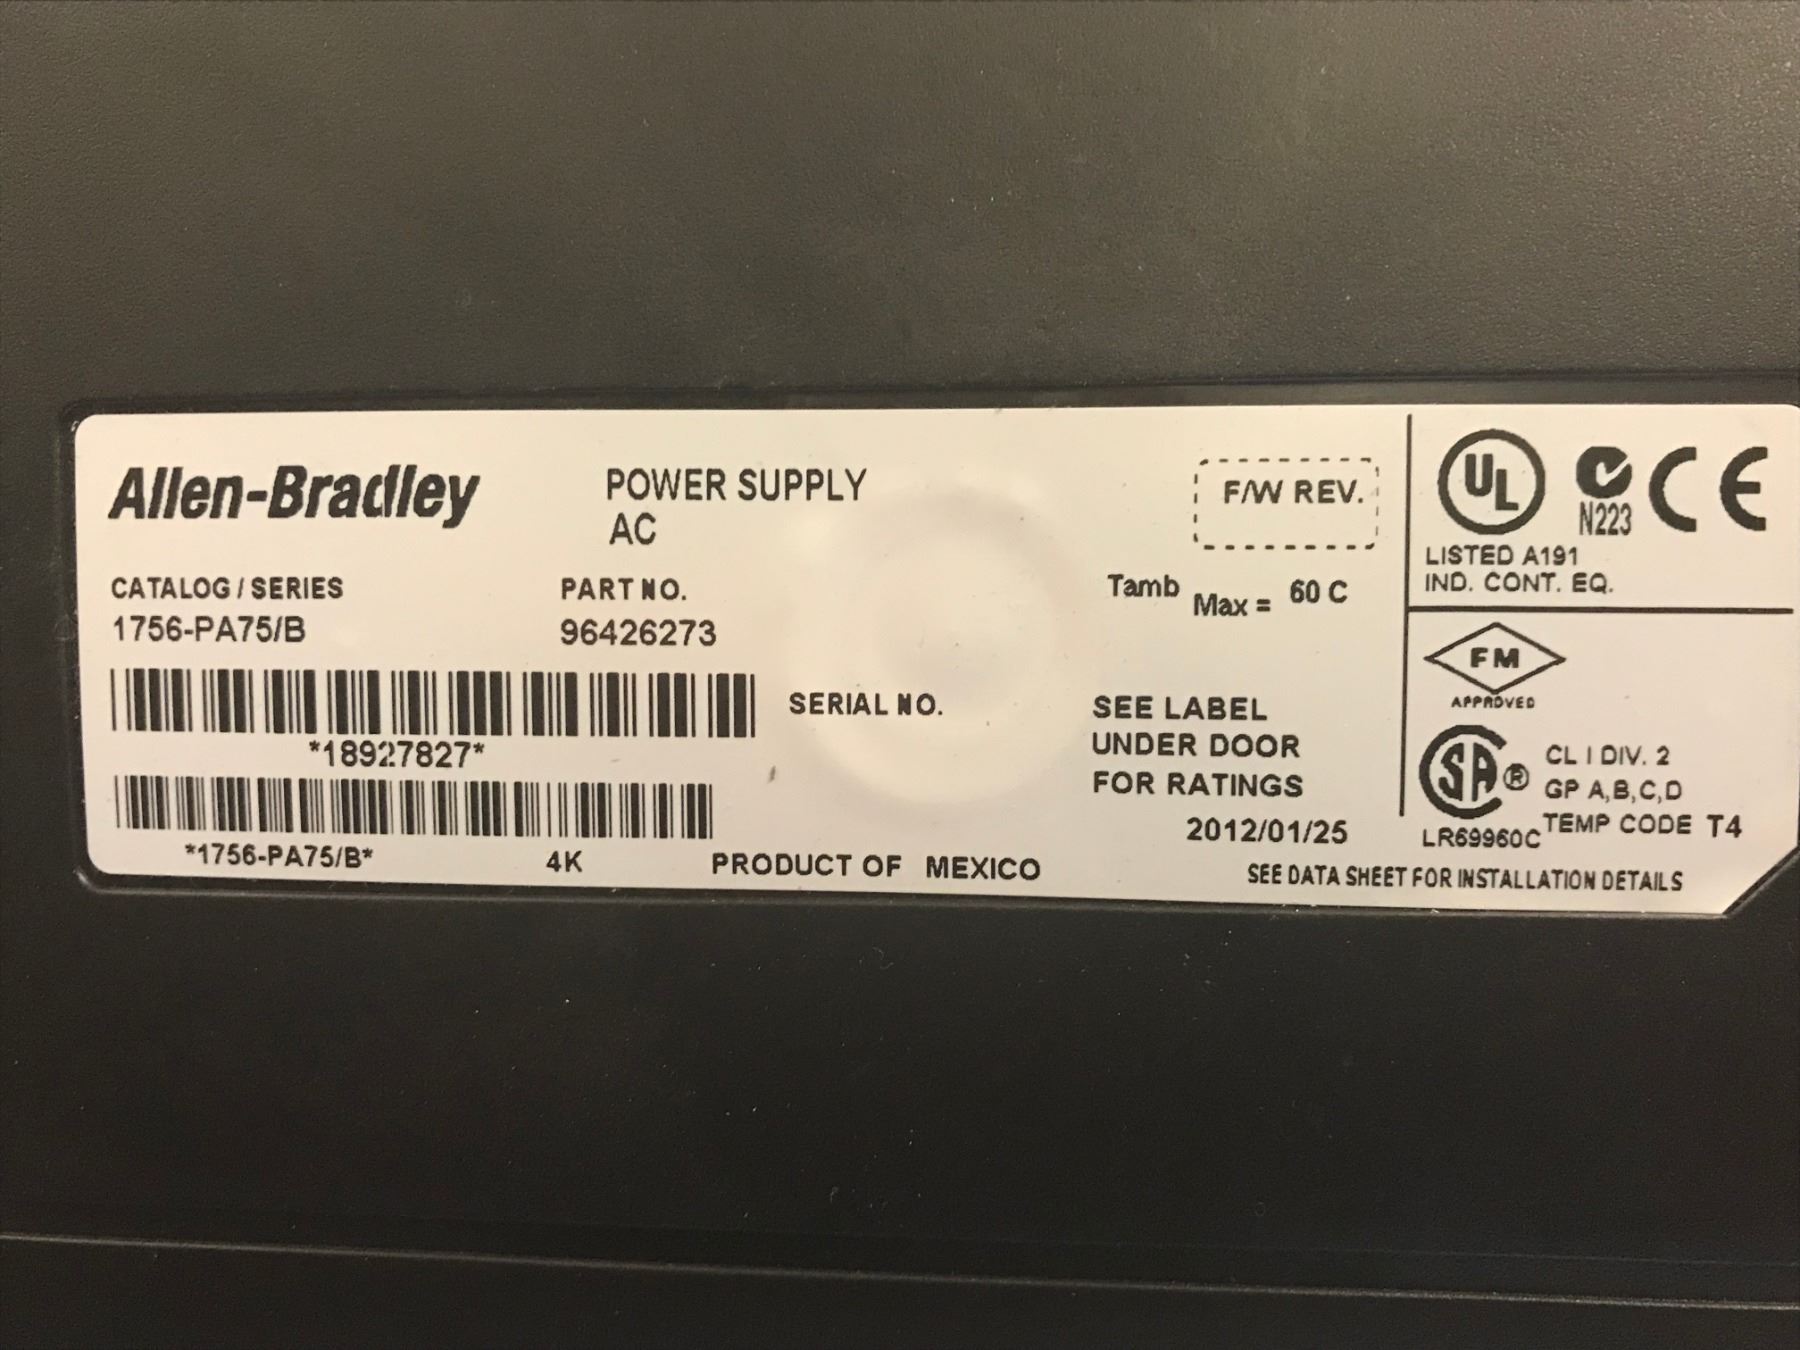 Allen-Bradley
POWER SUPPLY
AC
CATALOG / SERIES
1756-PA75/B
PART NO.
96426273
*18927827*
SERIAL NO.
*1756-PA75/B*
4K
PRODUCT OF MEXICO
F/W REV.
Tamb Max = 60 C
SEE LABEL
UNDER DOOR
FOR RATINGS
2012/01/25
UL
N223
CE
LISTED A191
IND. CONT. EQ.
FM
APPROVED
SA ®
LR69960C
CL I DIV. 2
GP A,B,C,D
TEMP CODE T4
SEE DATA SHEET FOR INSTALLATION DETAILS